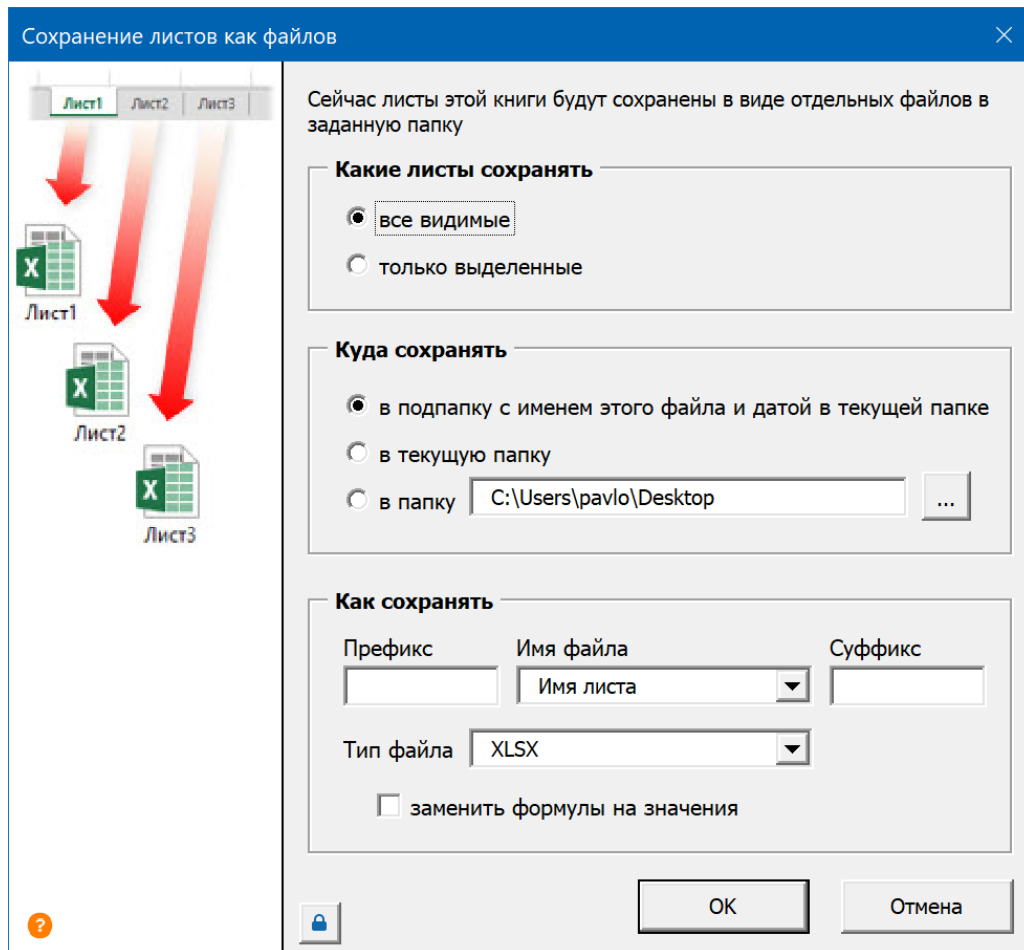 Сохранение листов как файлов
Лист1 Лист2 Лист3
Лист1
Лист2
Лист3
Сейчас листы этой книги будут сохранены в виде отдельных файлов в
заданную папку
Какие листы сохранять
все видимые
только выделенные
Куда сохранять
в подпапку с именем этого файла и датой в текущей папке
в текущую папку
в папку C:\Users\pavlo\Desktop ...
Как сохранять
Префикс Имя файла Суффикс
Имя листа
Тип файла XLSX
заменить формулы на значения
? OK Отмена